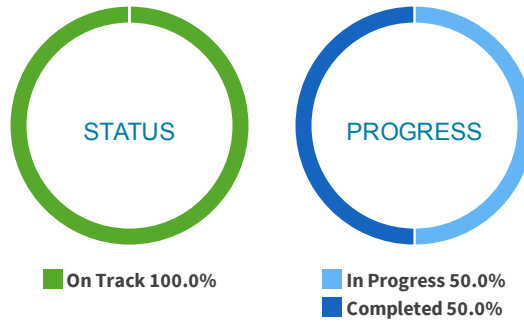 STATUS
PROGRESS
On Track 100.0%
In Progress 50.0%
Completed 50.0%